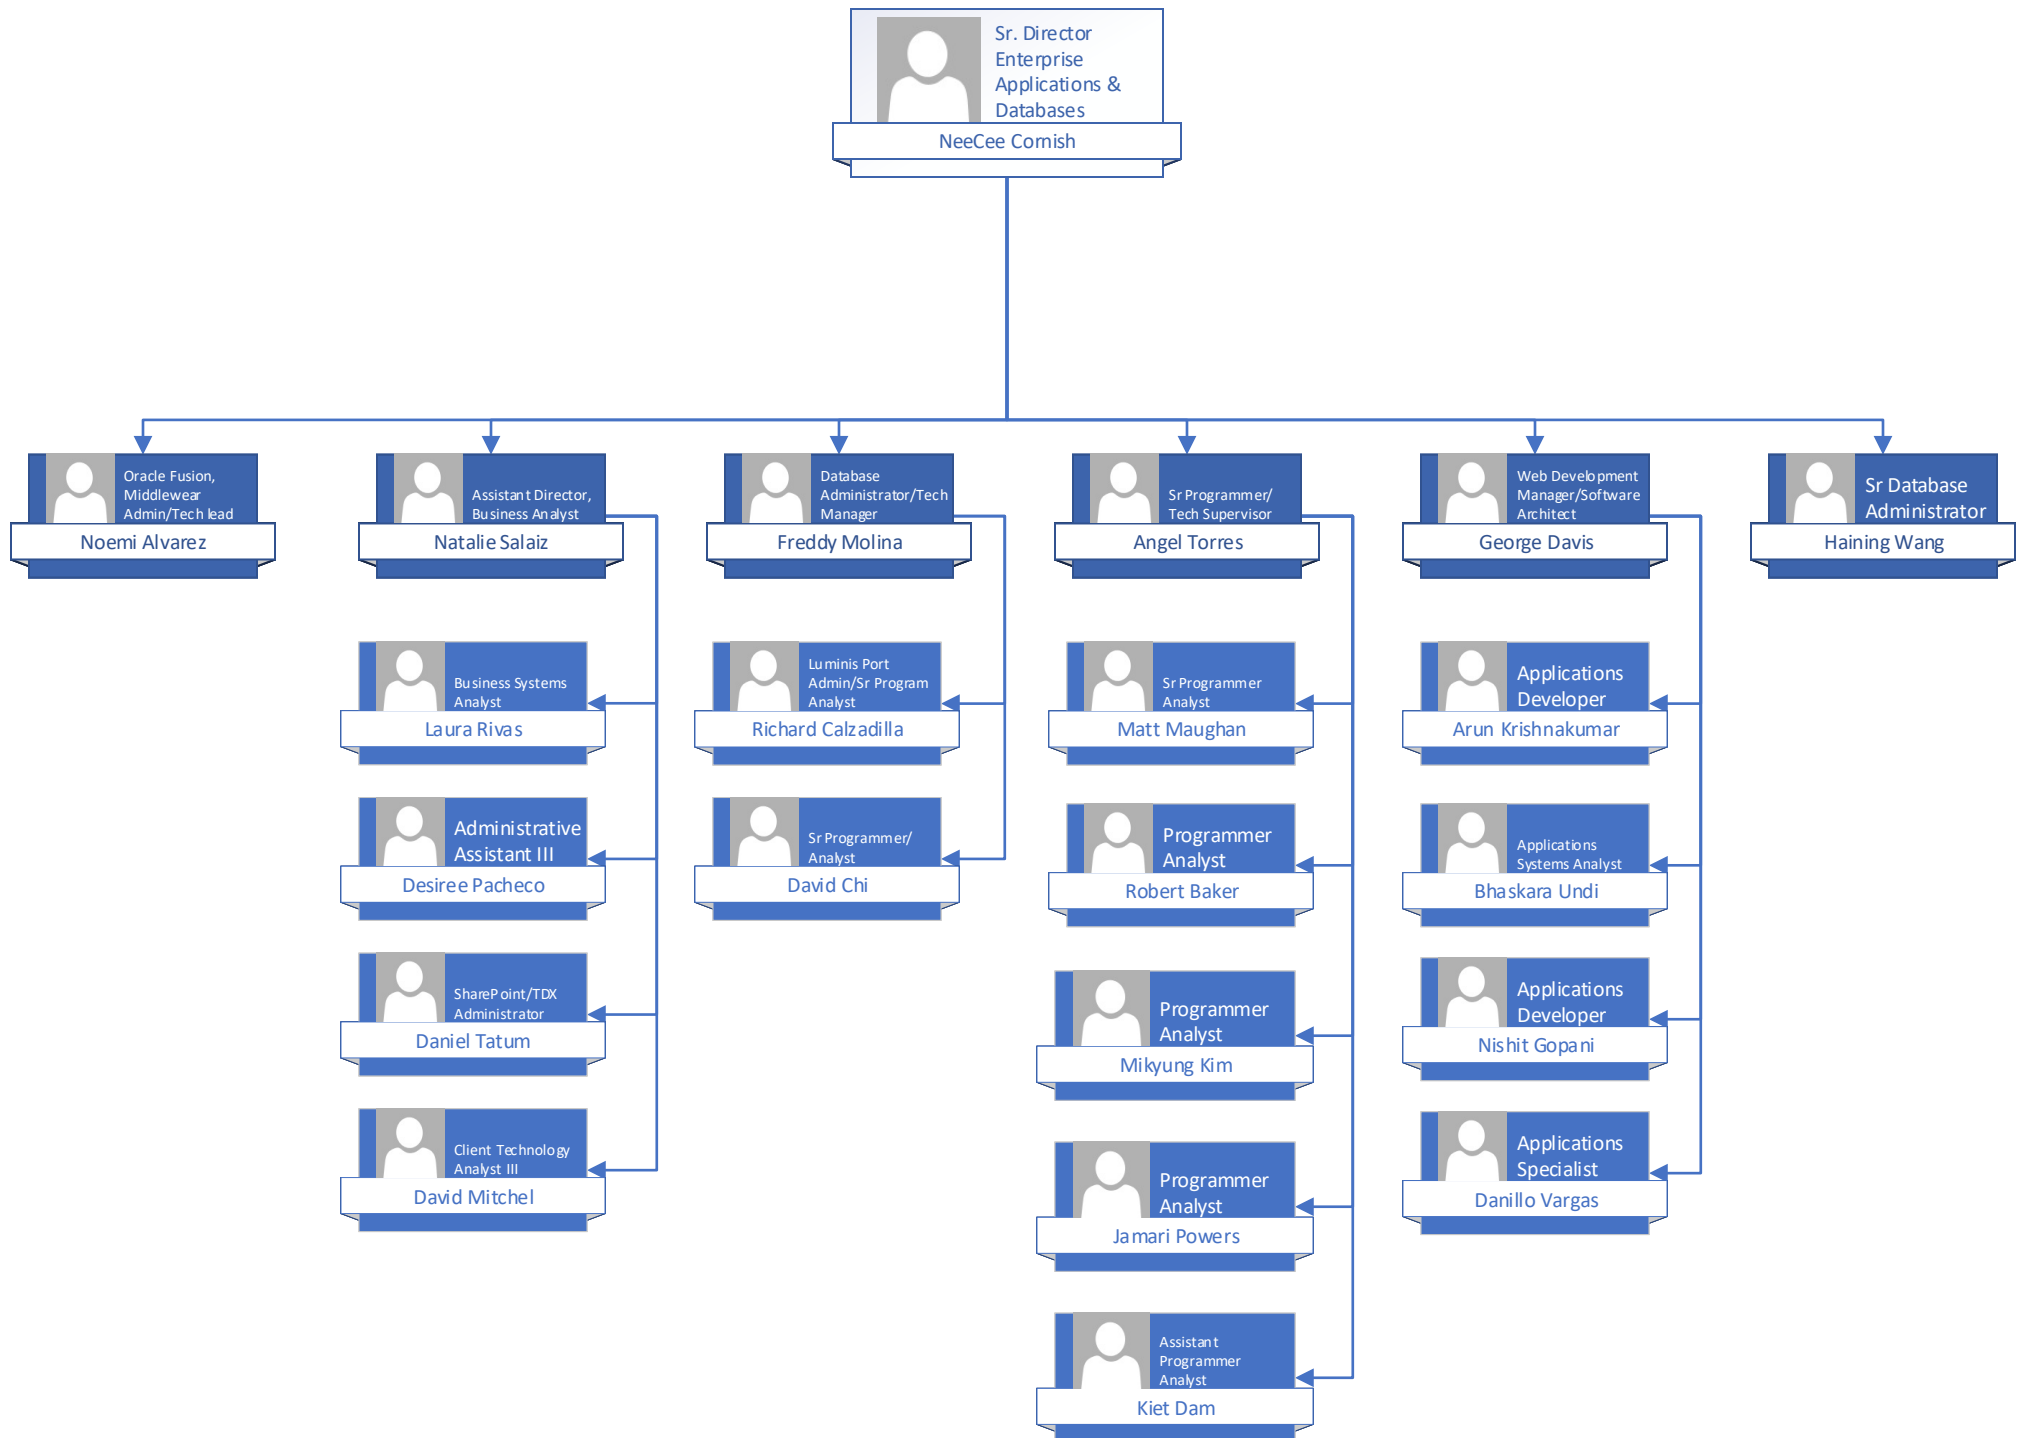 Sr. Director
Enterprise
Applications &
Databases
NeeCee Cornish
Oracle Fusion,
Middlewear
Admin/Tech lead
Noemi Alvarez
Assistant Director,
Business Analyst
Natalie Salaiz
Database
Administrator/Tech
Manager
Freddy Molina
Sr Programmer/
Tech Supervisor
Angel Torres
Web Development
Manager/Software
Architect
George Davis
Sr Database
Administrator
Haining Wang
Business Systems
Analyst
Laura Rivas
Administrative
Assistant III
Desiree Pacheco
SharePoint/TDX
Administrator
Daniel Tatum
Client Technology
Analyst III
David Mitchel
Luminis Port
Admin/Sr Program
Analyst
Richard Calzadilla
Sr Programmer/
Analyst
David Chi
Sr Programmer
Analyst
Matt Maughan
Programmer
Analyst
Robert Baker
Programmer
Analyst
Mikyung Kim
Programmer
Analyst
Jamari Powers
Assistant
Programmer
Analyst
Kiet Dam
Applications
Developer
Arun Krishnakumar
Applications
Systems Analyst
Bhaskara Undi
Applications
Developer
Nishit Gopani
Applications
Specialist
Danillo Vargas